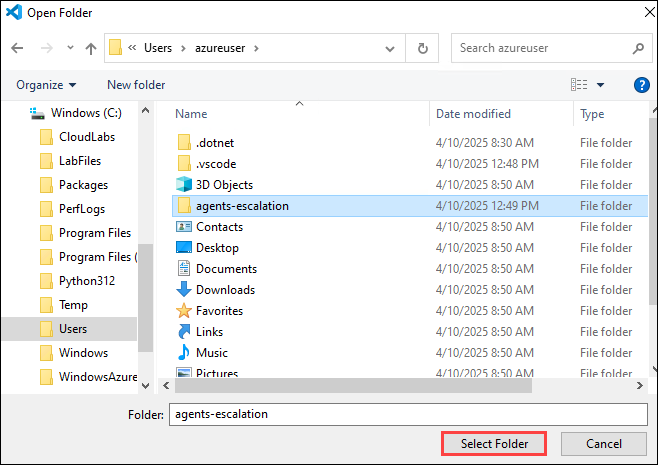 Open Folder
« Users › azureuser ›
Search azureuser
Organize
New folder
?
Windows (C:)
CloudLabs
LabFiles
Packages
PerfLogs
Program Files
Program Files (
Python312
Temp
Users
Windows
WindowsAzure
Name Date modified Type
.dotnet 4/10/2025 8:30 AM File folder
.vscode 4/10/2025 12:48 PM File folder
3D Objects 4/10/2025 8:50 AM File folder
agents-escalation 4/10/2025 12:49 PM File folder
Contacts 4/10/2025 8:50 AM File folder
Desktop 4/10/2025 8:50 AM File folder
Documents 4/10/2025 8:50 AM File folder
Downloads 4/10/2025 8:50 AM File folder
Favorites 4/10/2025 8:50 AM File folder
Links 4/10/2025 8:50 AM File folder
Music 4/10/2025 8:50 AM File folder
Pictures 4/10/2025 8:50 AM File folder
Folder: agents-escalation
Select Folder
Cancel